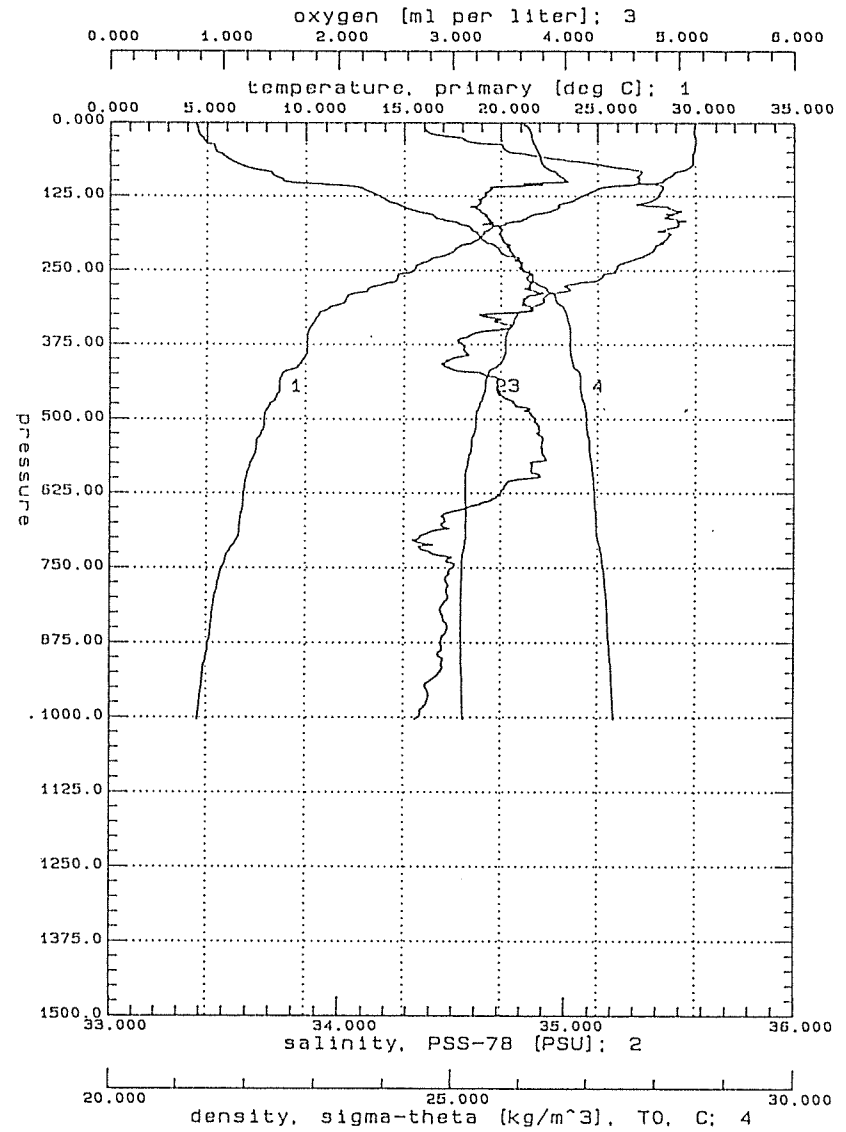 oxygen [ml per liter]; 3
0.000 1.000 2.000 3.000 4.000 5.000 6.000
temperature, primary [deg C]; 1
0.000 5.000 10.000 15.000 20.000 25.000 30.000 35.000
0.000
125.00
250.00
375.00
1 23 4
500.00
pressure
625.00
750.00
875.00
1000.0
1125.0
1250.0
1375.0
1500.0
33.000 34.000 35.000 36.000
salinity, PSS-78 [PSU]; 2
20.000 25.000 30.000
density, sigma-theta [kg/m^3], T0, C; 4